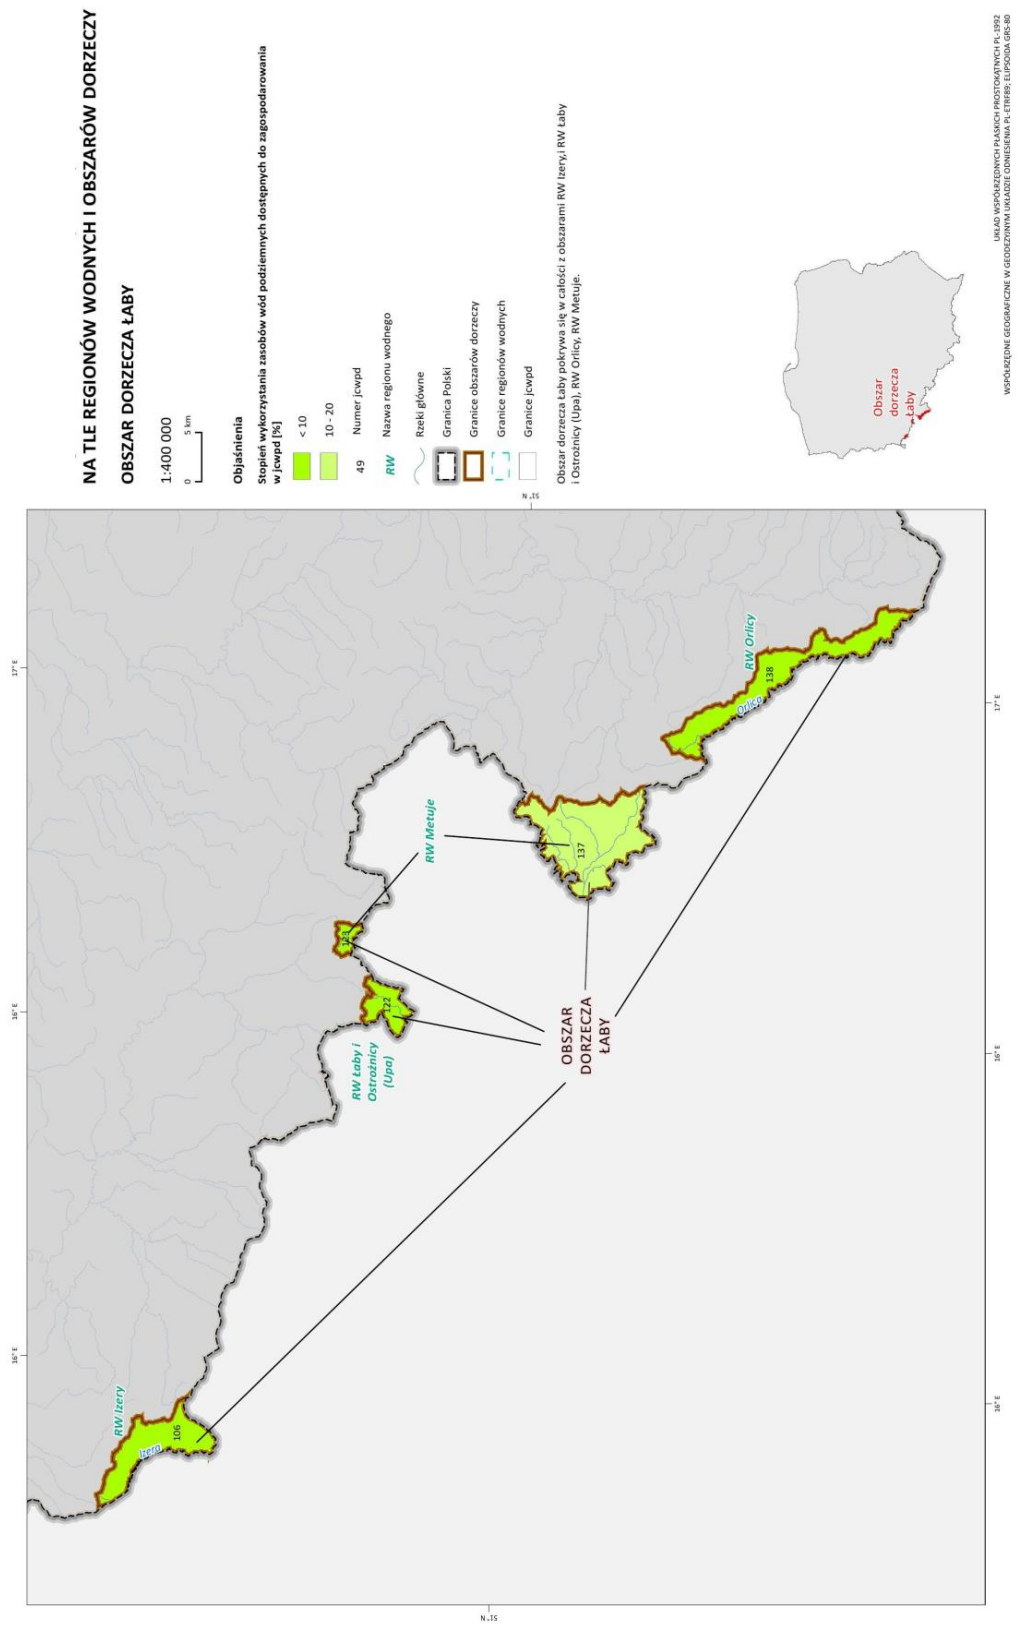 NA TLE REGIONÓW WODNYCH I OBSZARÓW DORZECZY
OBSZAR DORZECZA ŁABY
1:400 000
0 5 km
Objaśnienia
Stopień wykorzystania zasobów wód podziemnych dostępnych do zagospodarowania
w jcwpd [%]
< 10
10 - 20
49 Numer jcwpd
RW Nazwa regionu wodnego
Rzeki główne
Granica Polski
Granice obszarów dorzeczy
Granice regionów wodnych
Granice jcwpd
Obszar dorzecza Łaby pokrywa się w całości z obszarami RW Izery, i RW Łaby
i Ostrożnicy (Upa), RW Orlicy, RW Metuje.
Obszar
dorzecza
Łaby
UKŁAD WSPÓŁRZĘDNYCH PŁASKICH PROSTOKĄTNYCH PL-1992
WSPÓŁRZĘDNE GEOGRAFICZNE W GEODEZYJNYM UKŁADZIE ODNIESIENIA PL-ETRF89; ELIPSOIDA GRS-80
16° E
16° E
17° E
51° N
RW Izery
Izera
106
RW Łaby i
Ostrożnicy
(Upa)
122
123
RW Metuje
137
RW Orlicy
138
Orlica
OBSZAR
DORZECZA
ŁABY
51° N
16° E
16° E
17° E